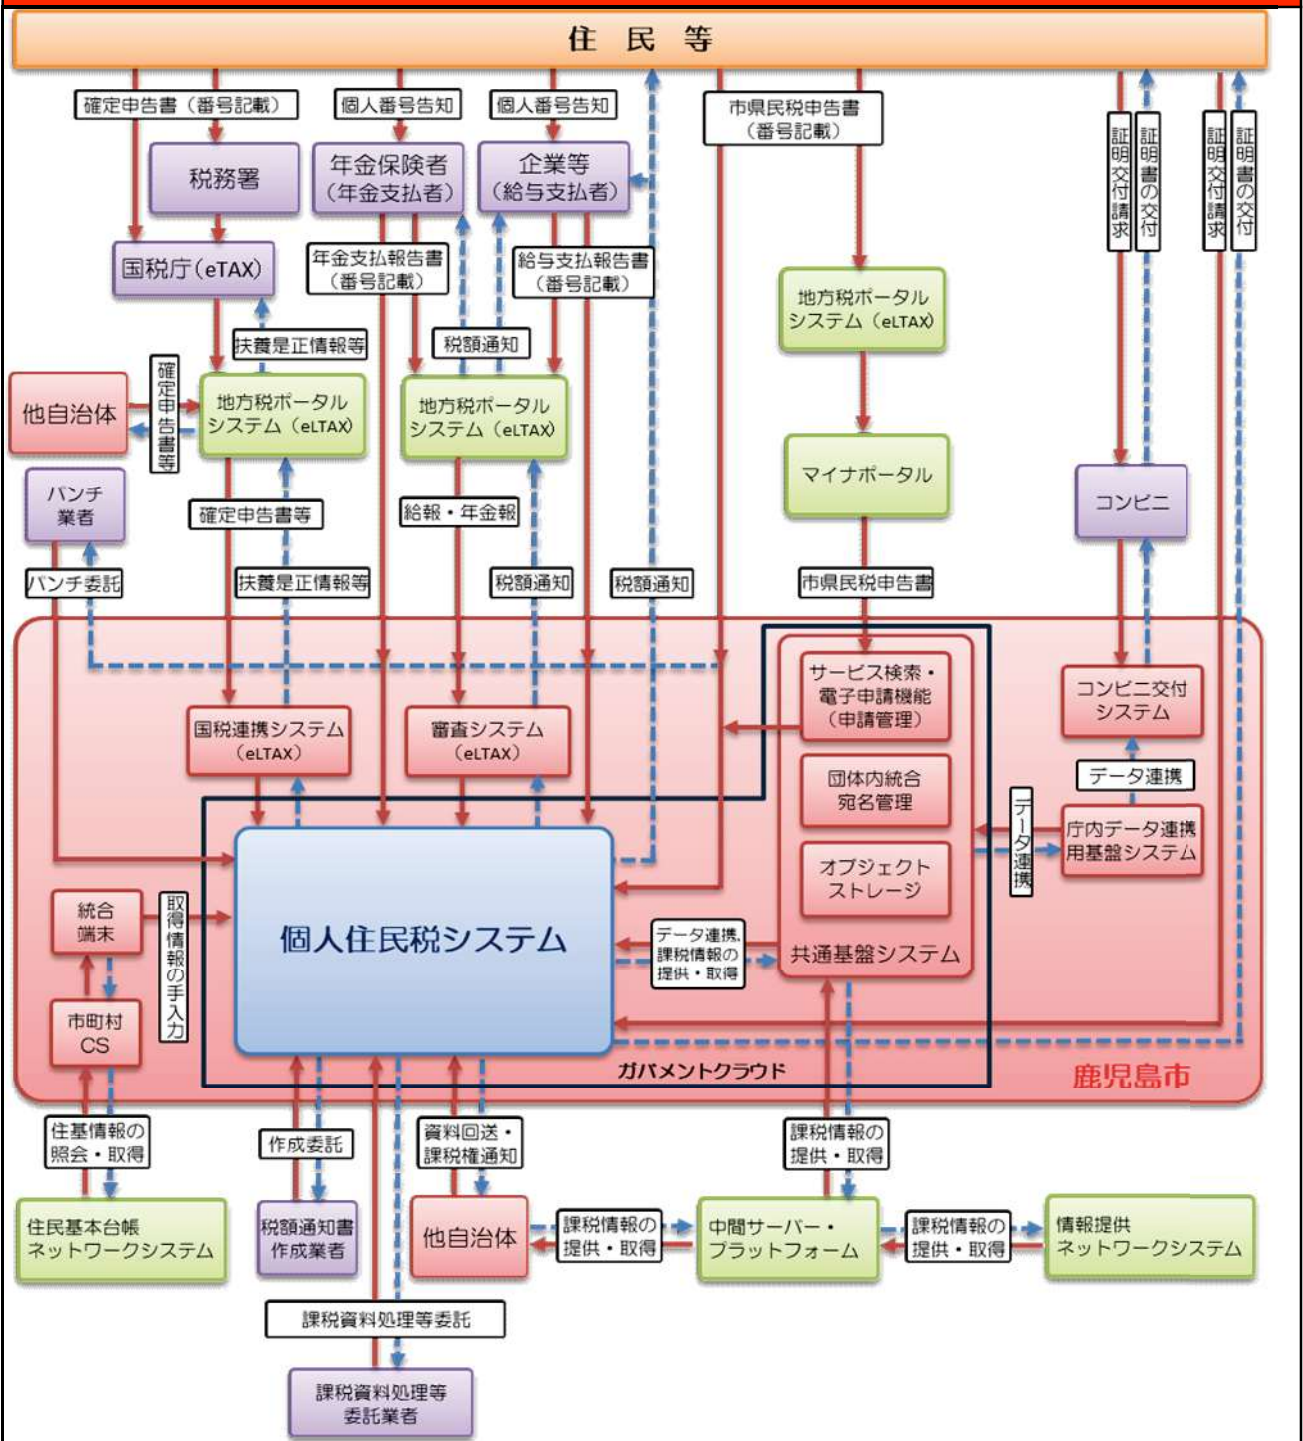 住 民 等
確定申告書(番号記載)
個人番号告知
個人番号告知
市県民税申告書
(番号記載)
証明交付請求
証明書の交付
証明交付請求
証明書の交付
税務署
年金保険者
(年金支払者)
企業等
(給与支払者)
国税庁(eTAX)
年金支払報告書
(番号記載)
給与支払報告書
(番号記載)
地方税ポータル
システム(eLTAX)
扶養是正情報等
税額通知
他自治体
確定申告書等
地方税ポータル
システム(eLTAX)
地方税ポータル
システム(eLTAX)
マイナポータル
コンビニ
パンチ
業者
確定申告書等
給報・年金報
パンチ委託
扶養是正情報等
税額通知
税額通知
市県民税申告書
サービス検索・
電子申請機能
(申請管理)
コンビニ交付
システム
国税連携システム
(eLTAX)
審査システム
(eLTAX)
団体内統合
宛名管理
データ連携
データ連携
庁内データ連携
用基盤システム
オブジェクト
ストレージ
統合
端末
取得情報の手入力
個人住民税システム
データ連携、
課税情報の
提供・取得
共通基盤システム
市町村
CS
ガバメントクラウド
鹿児島市
住基情報の
照会・取得
作成委託
資料回送・
課税権通知
課税情報の
提供・取得
住民基本台帳
ネットワークシステム
税額通知書
作成業者
他自治体
課税情報の
提供・取得
中間サーバー・
プラットフォーム
課税情報の
提供・取得
情報提供
ネットワークシステム
課税資料処理等委託
課税資料処理等
委託業者